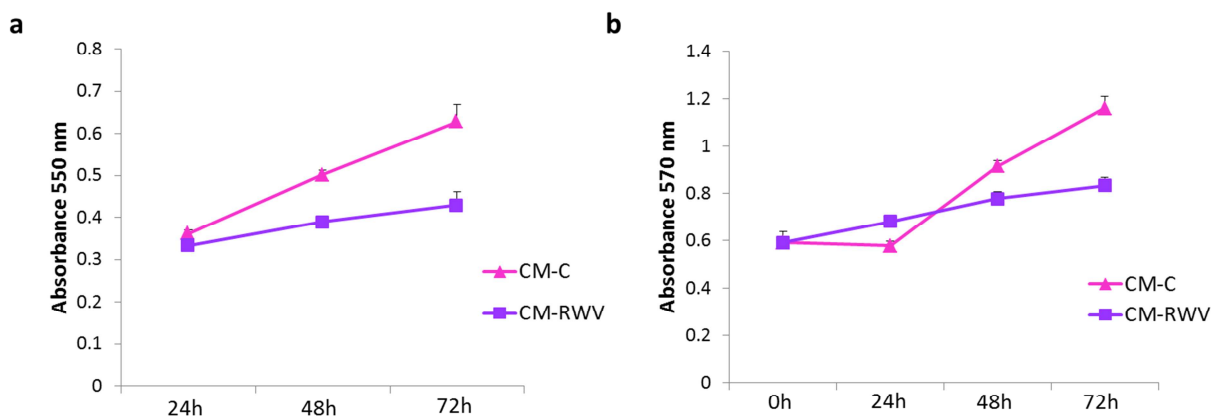 a
Absorbance 550 nm
0.8
0.7
0.6
0.5
0.4
0.3
0.2
0.1
0
24h 48h 72h
CM-C
CM-RWV
b
Absorbance 570 nm
1.4
1.2
1
0.8
0.6
0.4
0.2
0
0h 24h 48h 72h
CM-C
CM-RWV